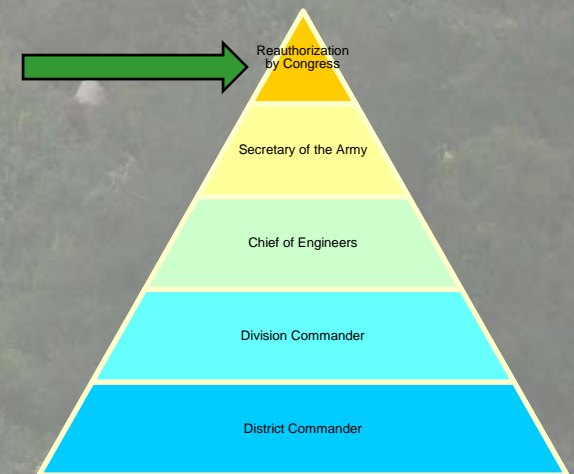 Reauthorization
by Congress
Secretary of the Army
Chief of Engineers
Division Commander
District Commander